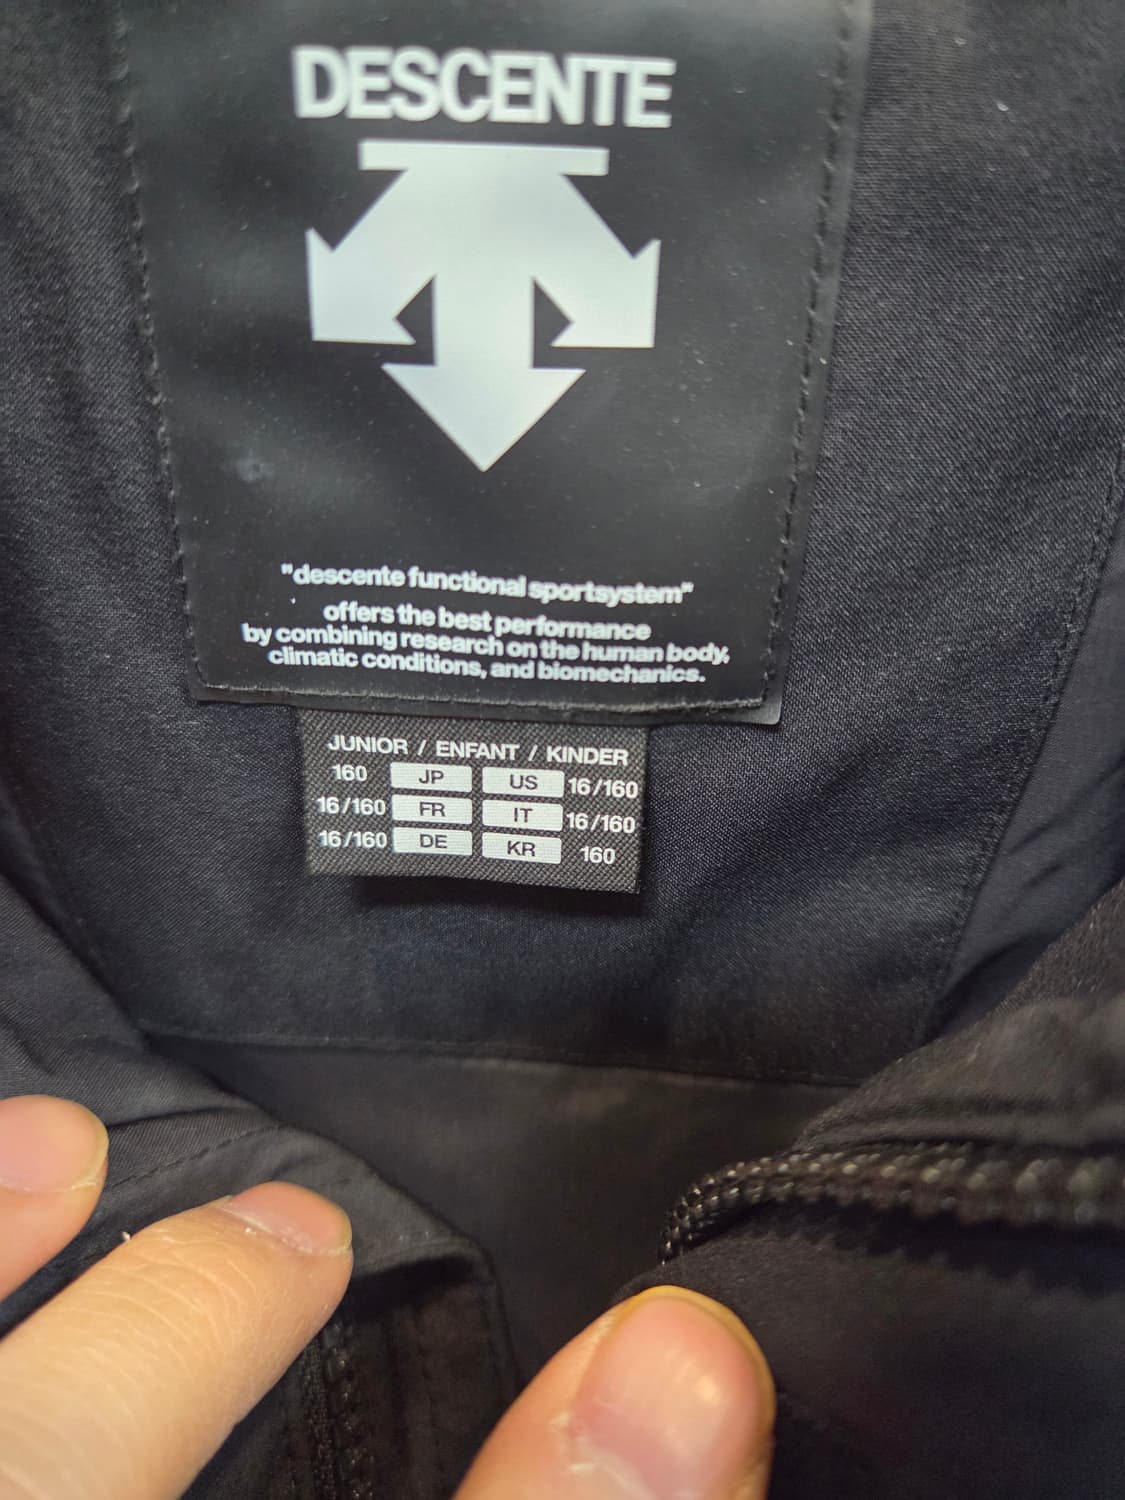 DESCENTE
"descente functional sportsystem"
offers the best performance
by combining research on the human body,
climatic conditions, and biomechanics.
JUNIOR / ENFANT / KINDER
160 JP US 16/160
16/160 FR IT 16/160
16/160 DE KR 160